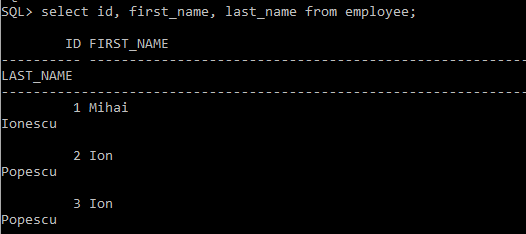 SQL> select id, first_name, last_name from employee;
ID FIRST_NAME
---------- --------------------------------------------------------
LAST_NAME
--------------------------------------------------------------------
1 Mihai
Ionescu
2 Ion
Popescu
3 Ion
Popescu